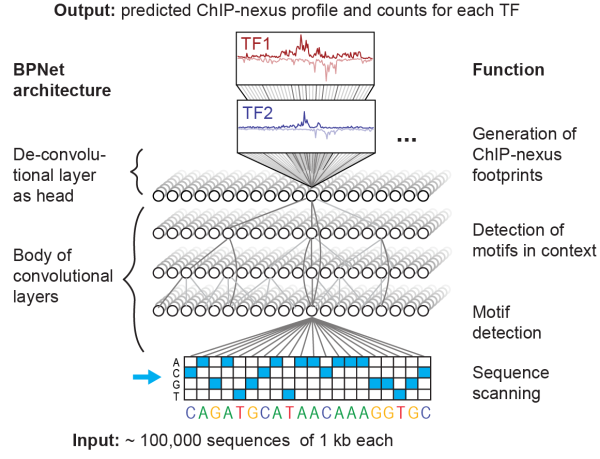 Output: predicted ChIP-nexus profile and counts for each TF
BPNet
architecture
TF1
Function
TF2
...
Generation of
ChIP-nexus
footprints
De-convolu-
tional layer
as head
Detection of
motifs in context
Body of
convolutional
layers
Motif
detection
A
C
G
T
Sequence
scanning
CAGATGCATAACAAAGGTGC
Input: ~ 100,000 sequences of 1 kb each